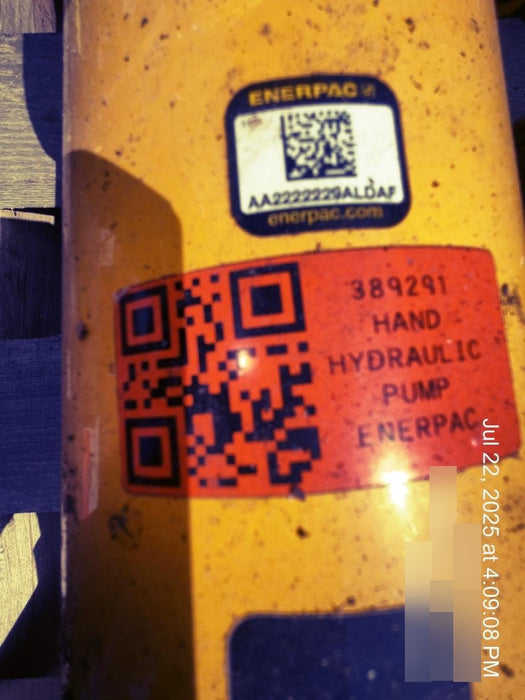 ENERPAC
AA2222229ALDAF
enerpac.com
389291
HAND
HYDRAULIC
PUMP
ENERPAC
Jul 22, 2025 at 4:09:08 PM